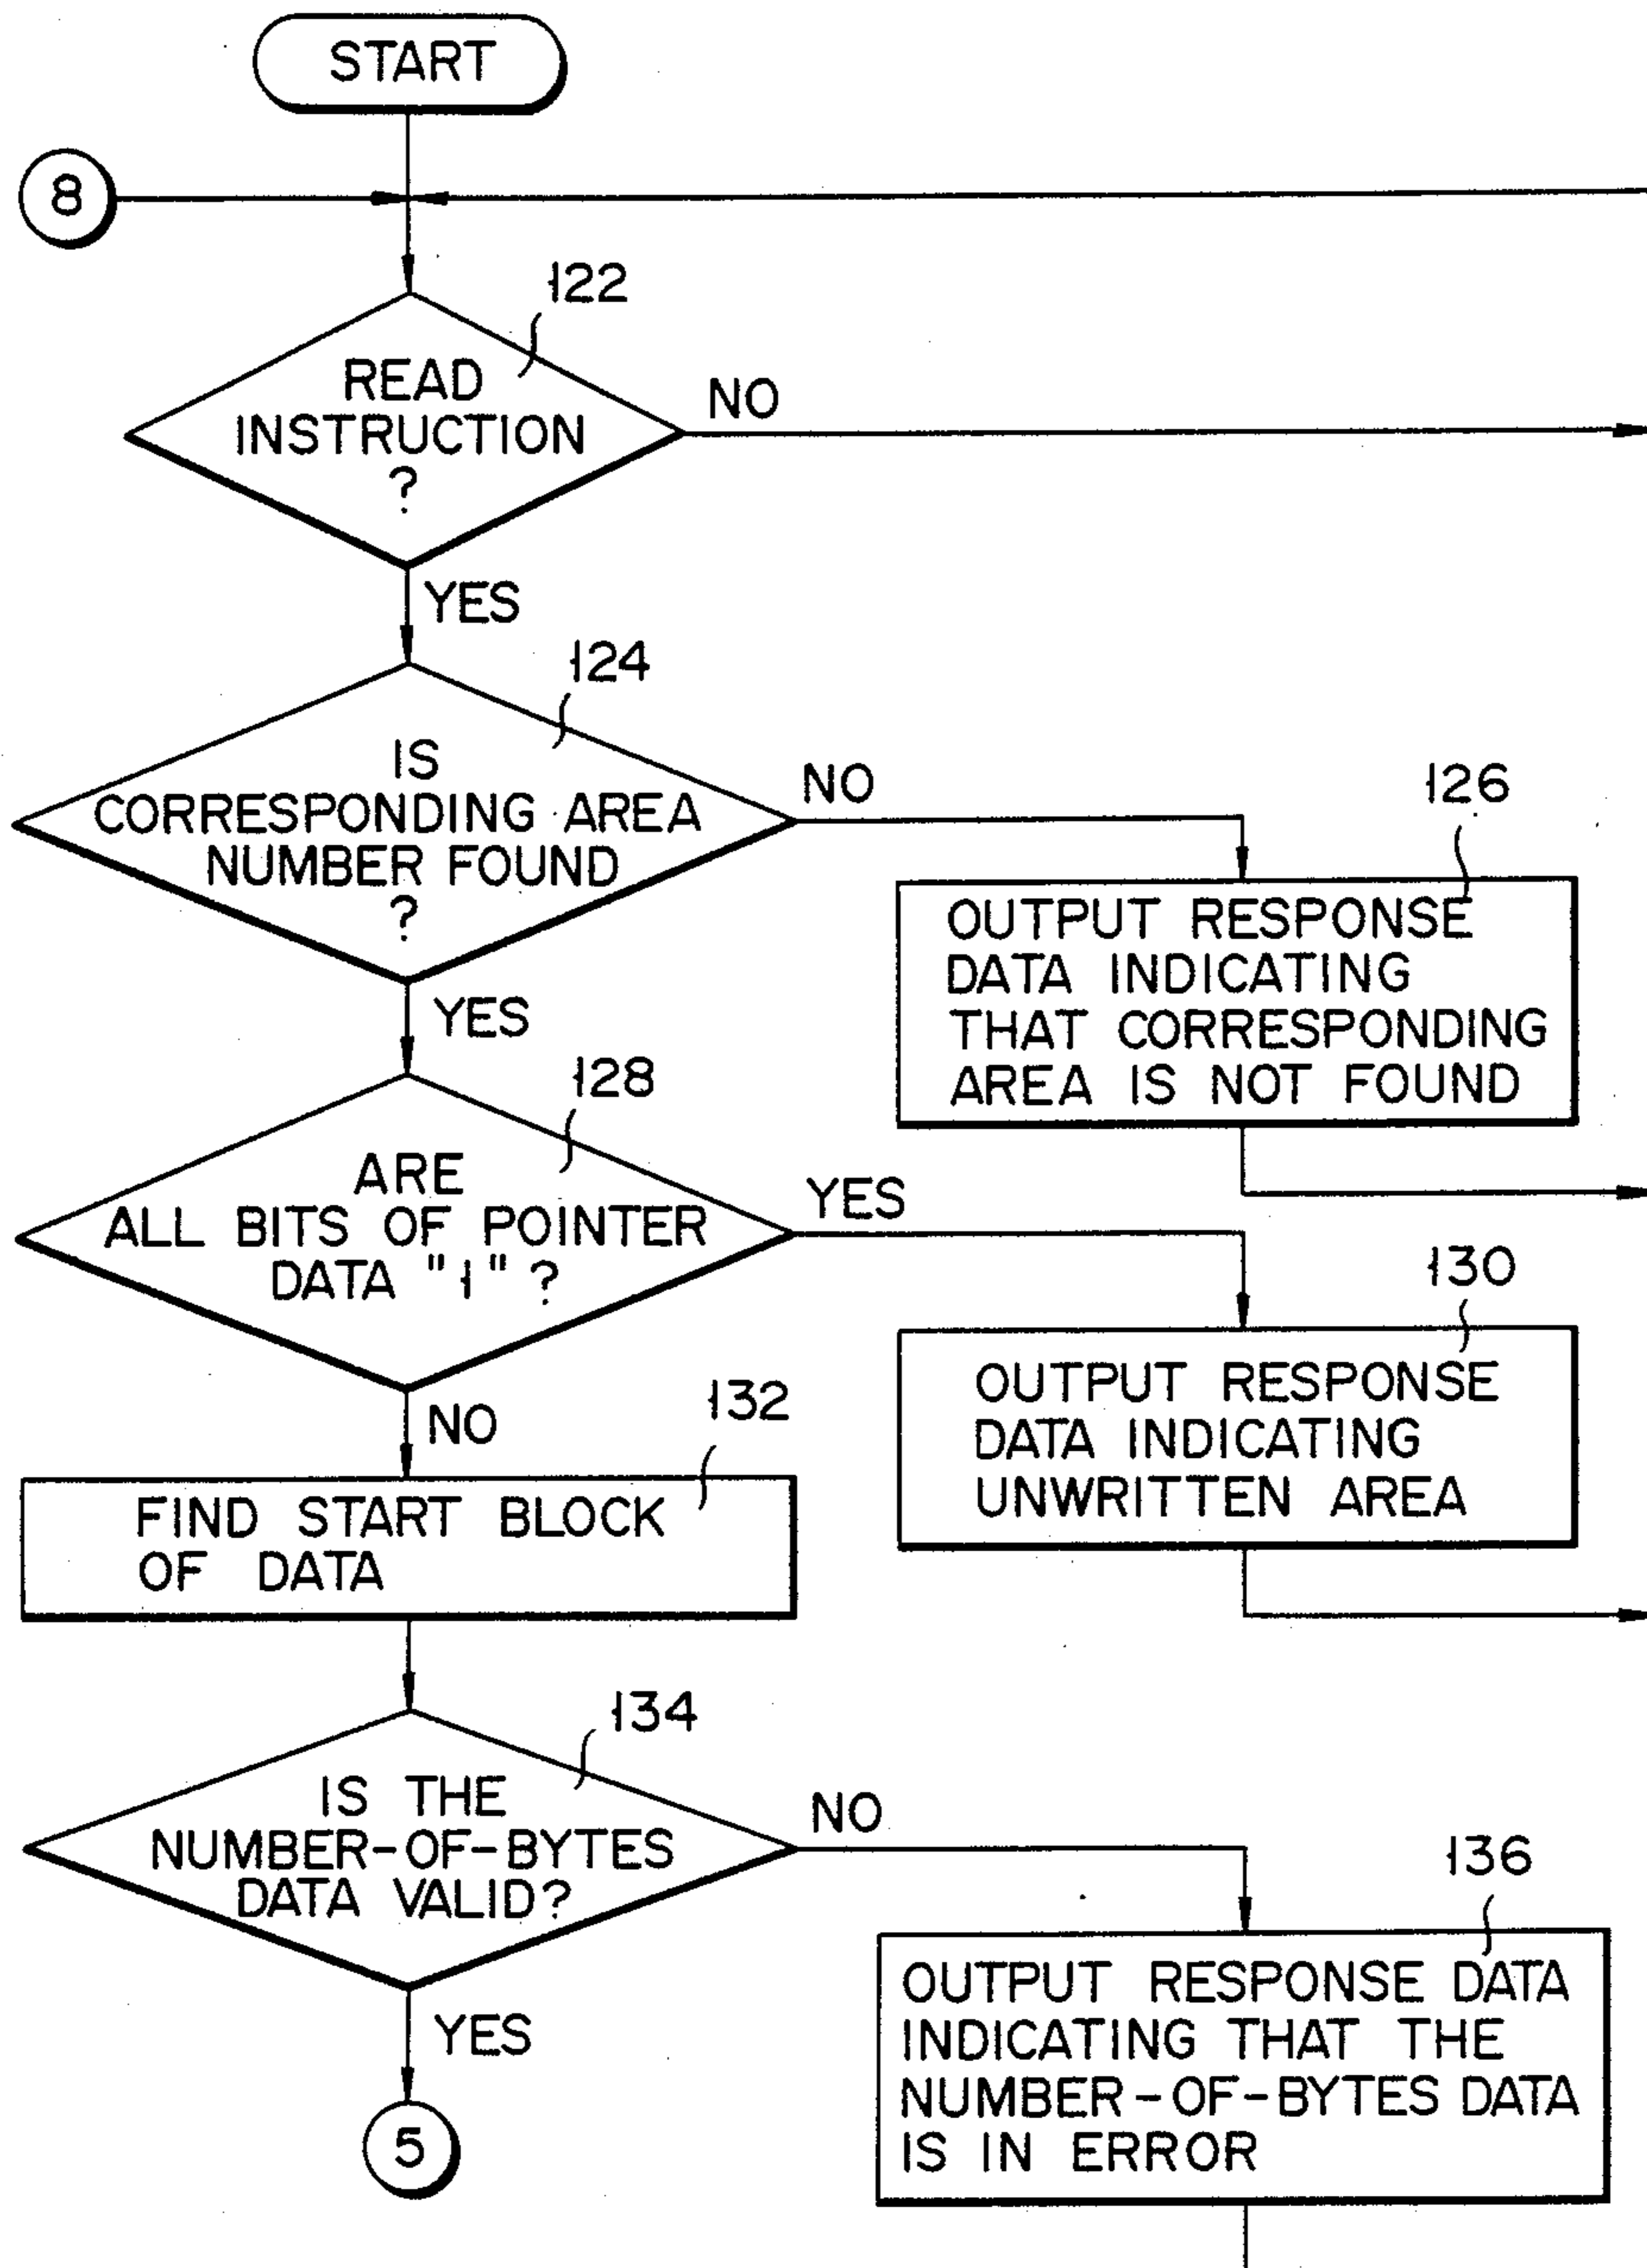 START
8
122
READ
INSTRUCTION
?
NO
YES
124
IS
CORRESPONDING AREA
NUMBER FOUND
?
NO
126
OUTPUT RESPONSE
DATA INDICATING
THAT CORRESPONDING
AREA IS NOT FOUND
YES
128
ARE
ALL BITS OF POINTER
DATA "1" ?
YES
130
OUTPUT RESPONSE
DATA INDICATING
UNWRITTEN AREA
NO
132
FIND START BLOCK
OF DATA
134
IS THE
NUMBER-OF-BYTES
DATA VALID?
NO
136
OUTPUT RESPONSE DATA
INDICATING THAT THE
NUMBER-OF-BYTES DATA
IS IN ERROR
YES
5